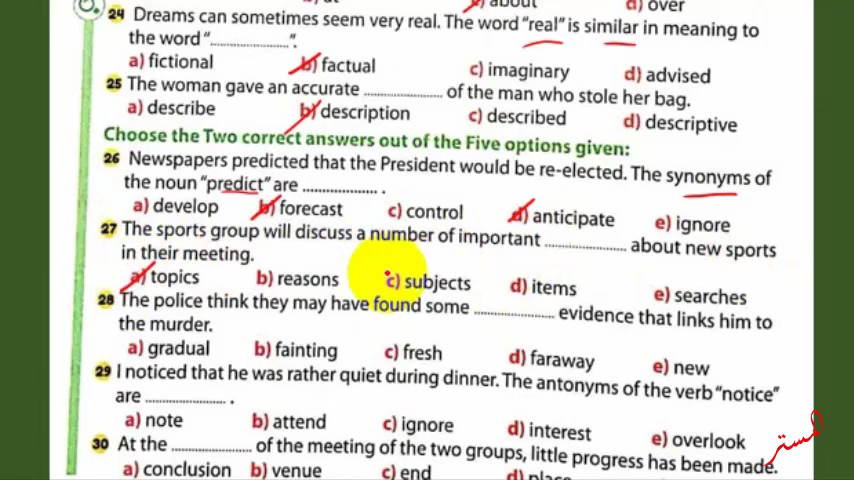 b) about d) over
24 Dreams can sometimes seem very real. The word "real" is similar in meaning to
the word "..................".
a) fictional b) factual c) imaginary d) advised
25 The woman gave an accurate .................. of the man who stole her bag.
a) describe b) description c) described d) descriptive
Choose the Two correct answers out of the Five options given:
26 Newspapers predicted that the President would be re-elected. The synonyms of
the noun "predict" are .................. .
a) develop b) forecast c) control d) anticipate e) ignore
27 The sports group will discuss a number of important .................. about new sports
in their meeting.
a) topics b) reasons c) subjects d) items e) searches
28 The police think they may have found some .................. evidence that links him to
the murder.
a) gradual b) fainting c) fresh d) faraway e) new
29 I noticed that he was rather quiet during dinner. The antonyms of the verb "notice"
are .................. .
a) note b) attend c) ignore d) interest e) overlook
المستر
30 At the .................. of the meeting of the two groups, little progress has been made.
a) conclusion b) venue c) end d) place